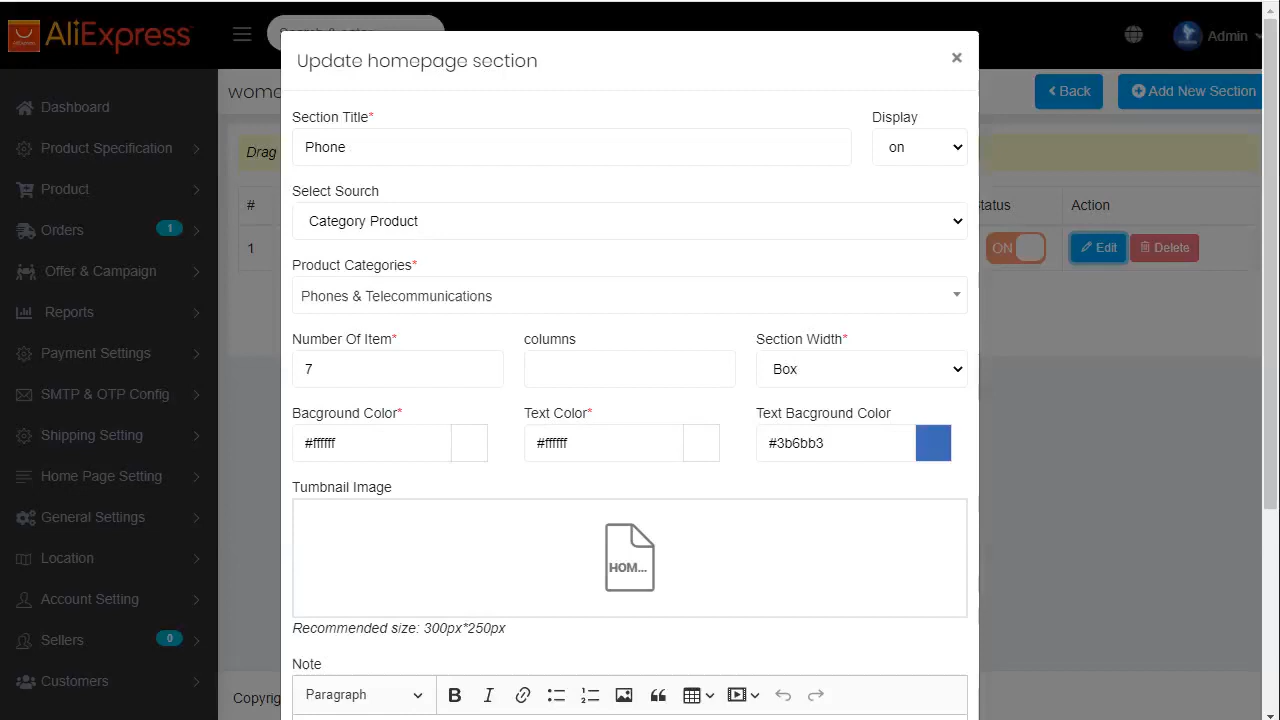 AliExpress
Admin
Update homepage section
×
Dashboard
Product Specification
Product
Orders
1
Offer & Campaign
Reports
Payment Settings
SMTP & OTP Config
Shipping Setting
Home Page Setting
General Settings
Location
Account Setting
Sellers
0
Customers
wome
Back
Add New Section
Drag
#
tatus
Action
1
ON
Edit
Delete
Section Title*
Display
Phone
on
Select Sourch
Category Product
Product Categories*
Phones & Telecommunications
Number Of Item*
columns
Section Width*
7
Box
Bacground Color*
Text Color*
Text Bacground Color
#ffffff
#ffffff
#3b6bb3
Tumbnail Image
HOM...
Recommended size: 300px*250px
Note
Paragraph
B
I
Copyrig